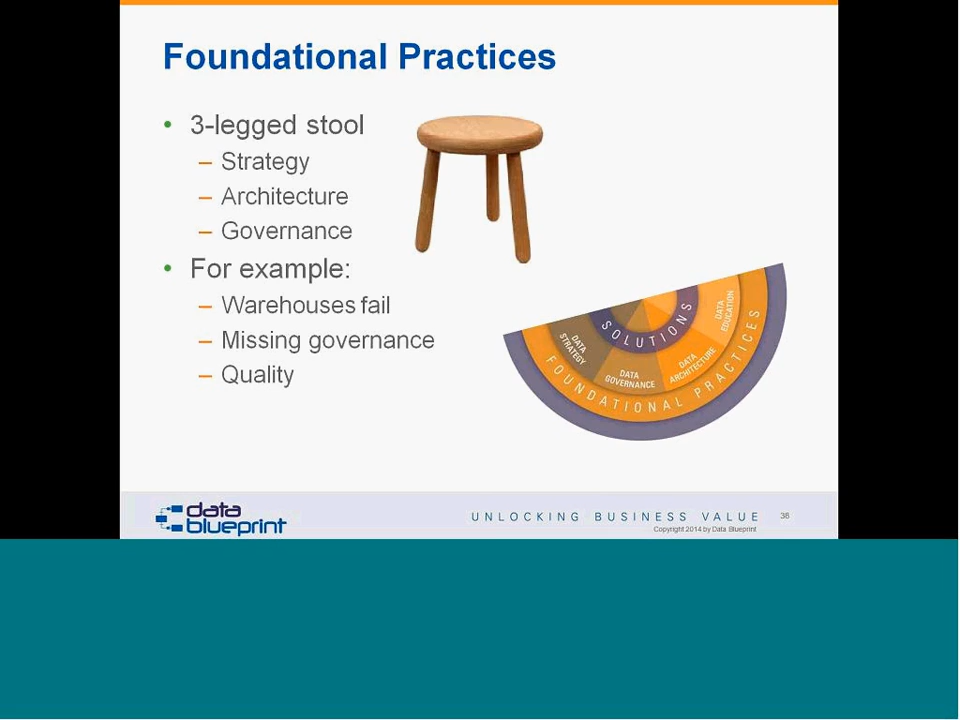 Foundational Practices
• 3-legged stool
– Strategy
– Architecture
– Governance
• For example:
– Warehouses fail
– Missing governance
– Quality
SOLUTIONS
DATA
STRATEGY
DATA
GOVERNANCE
DATA
ARCHITECTURE
DATA
EDUCATION
FOUNDATIONAL PRACTICES
data
blueprint
UNLOCKING BUSINESS VALUE
38
Copyright 2014 by Data Blueprint